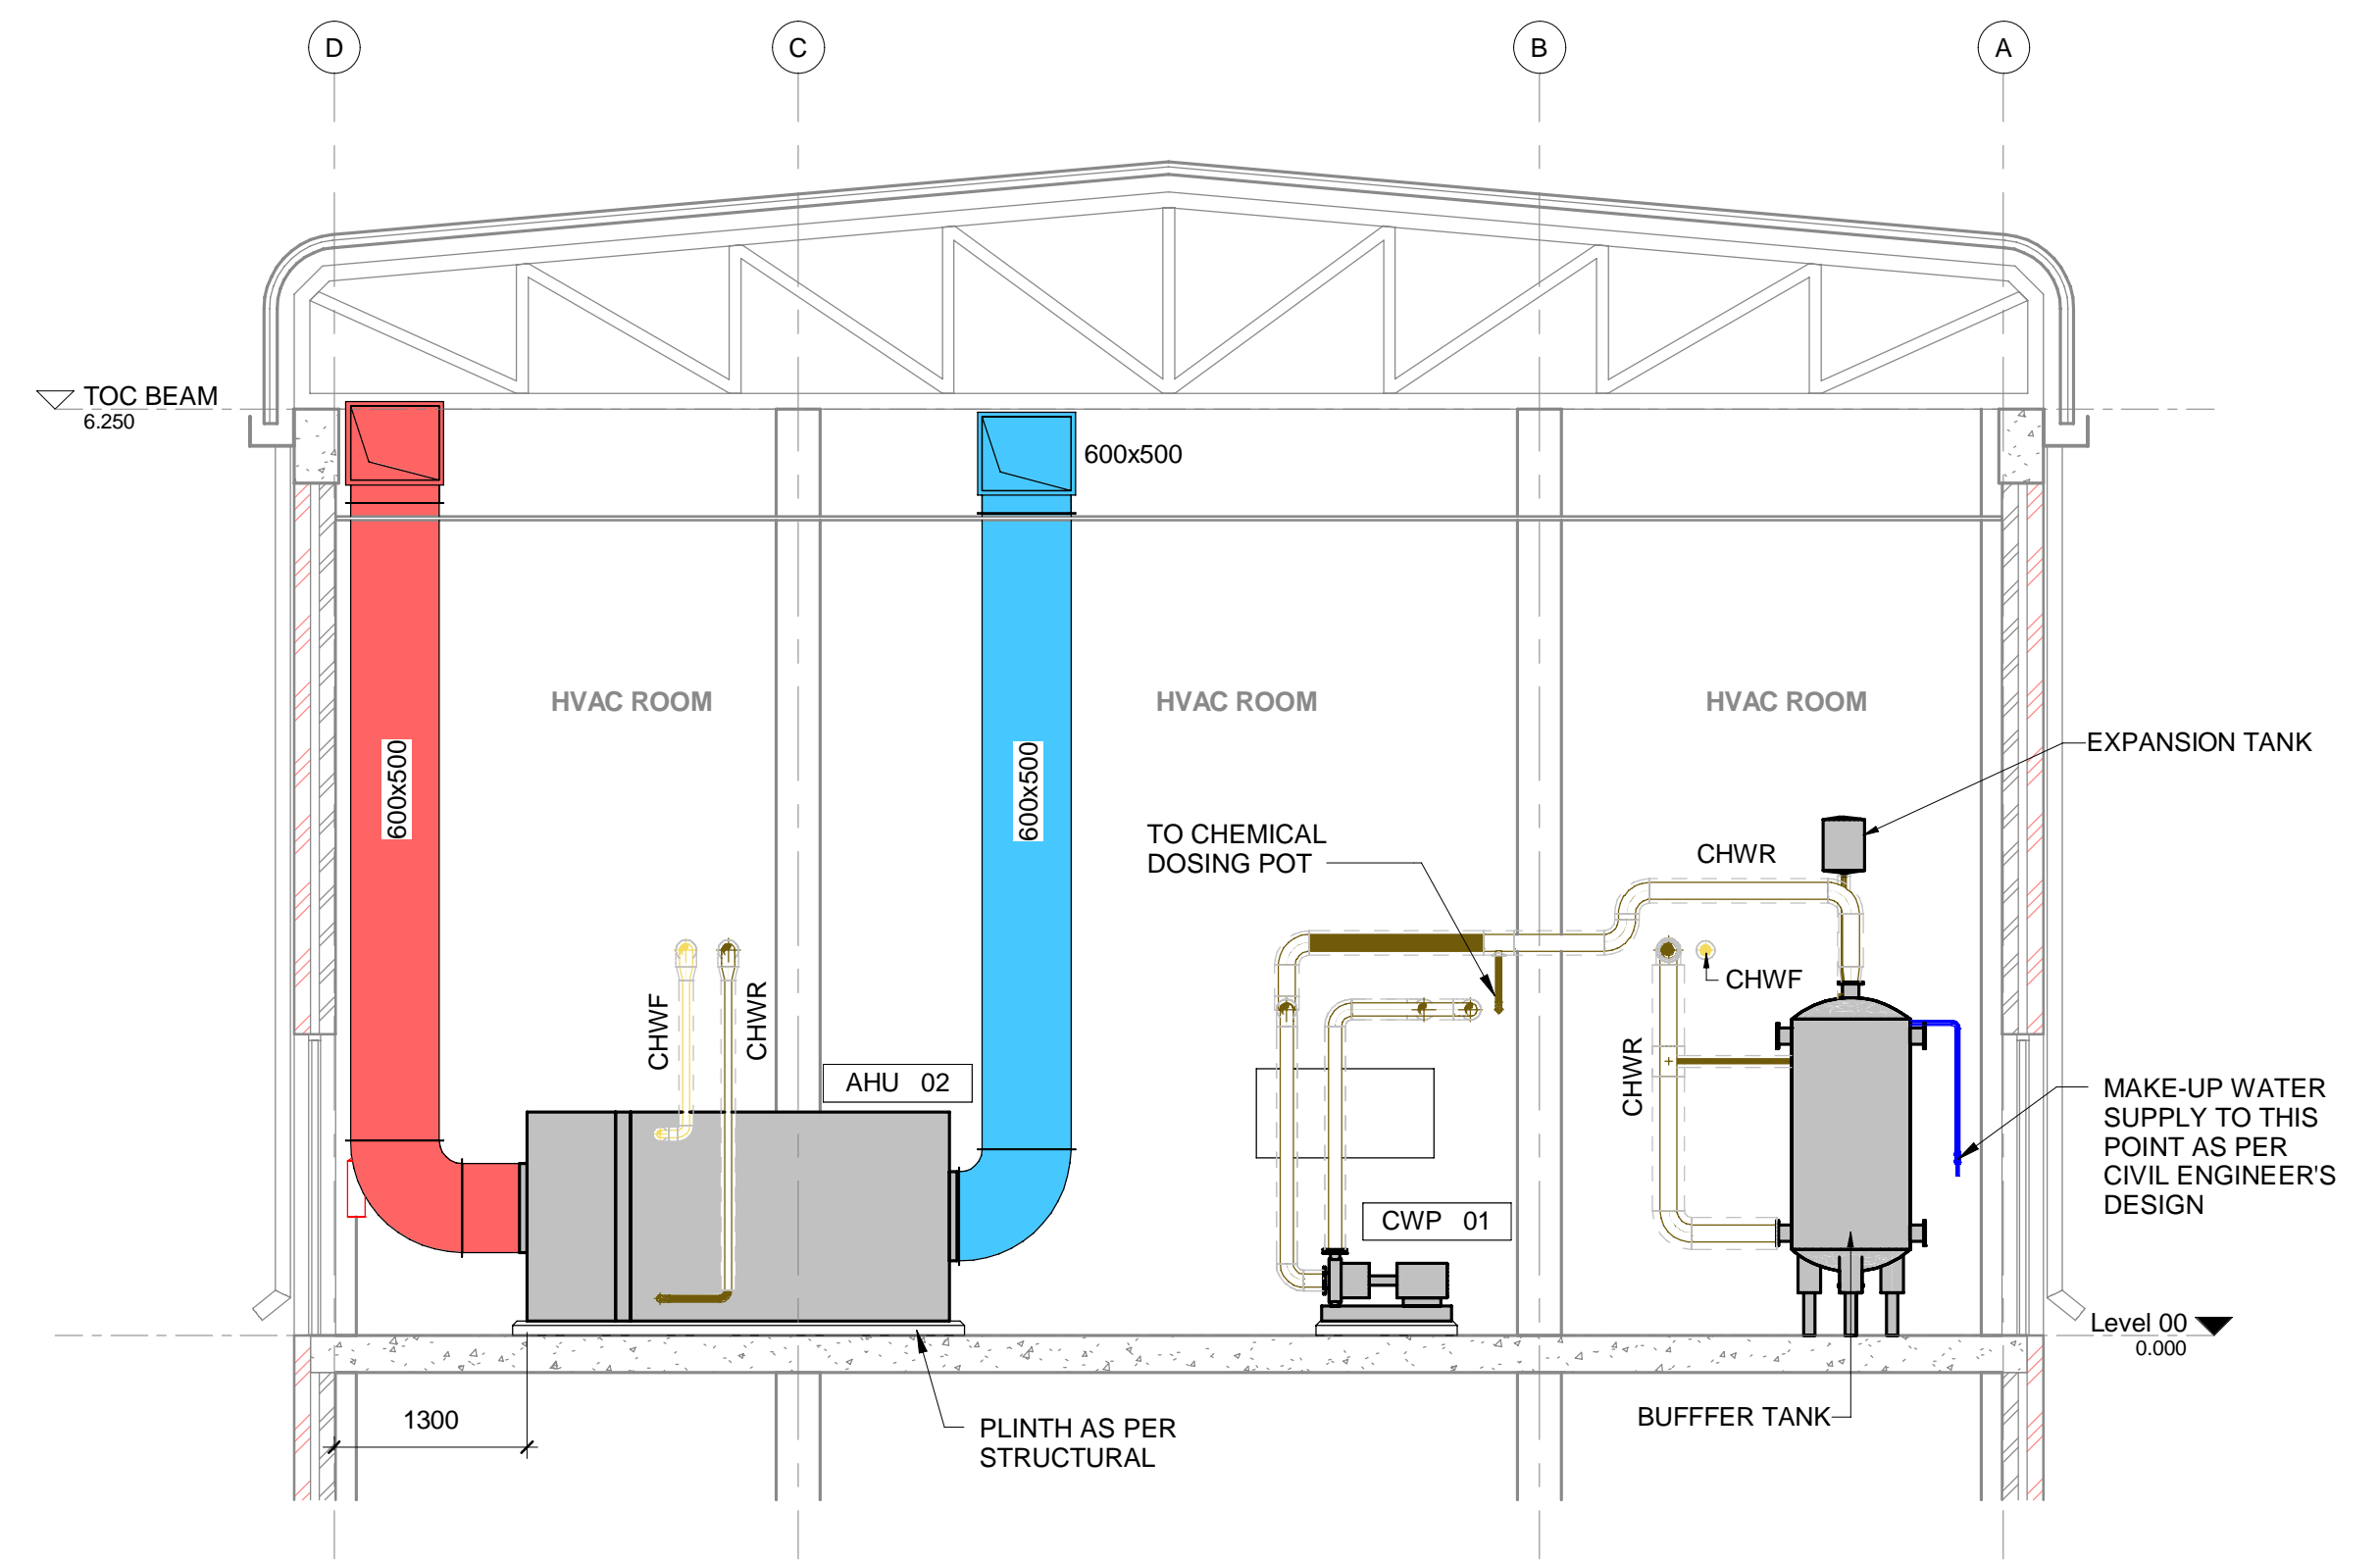 D
C
B
A
TOC BEAM
6.250
600x500
HVAC ROOM
HVAC ROOM
HVAC ROOM
600x500
600x500
EXPANSION TANK
TO CHEMICAL
DOSING POT
CHWR
CHWF
CHWR
CHWF
CHWR
AHU 02
MAKE-UP WATER
SUPPLY TO THIS
POINT AS PER
CIVIL ENGINEER'S
DESIGN
CWP 01
Level 00
0.000
1300
PLINTH AS PER
STRUCTURAL
BUFFFER TANK